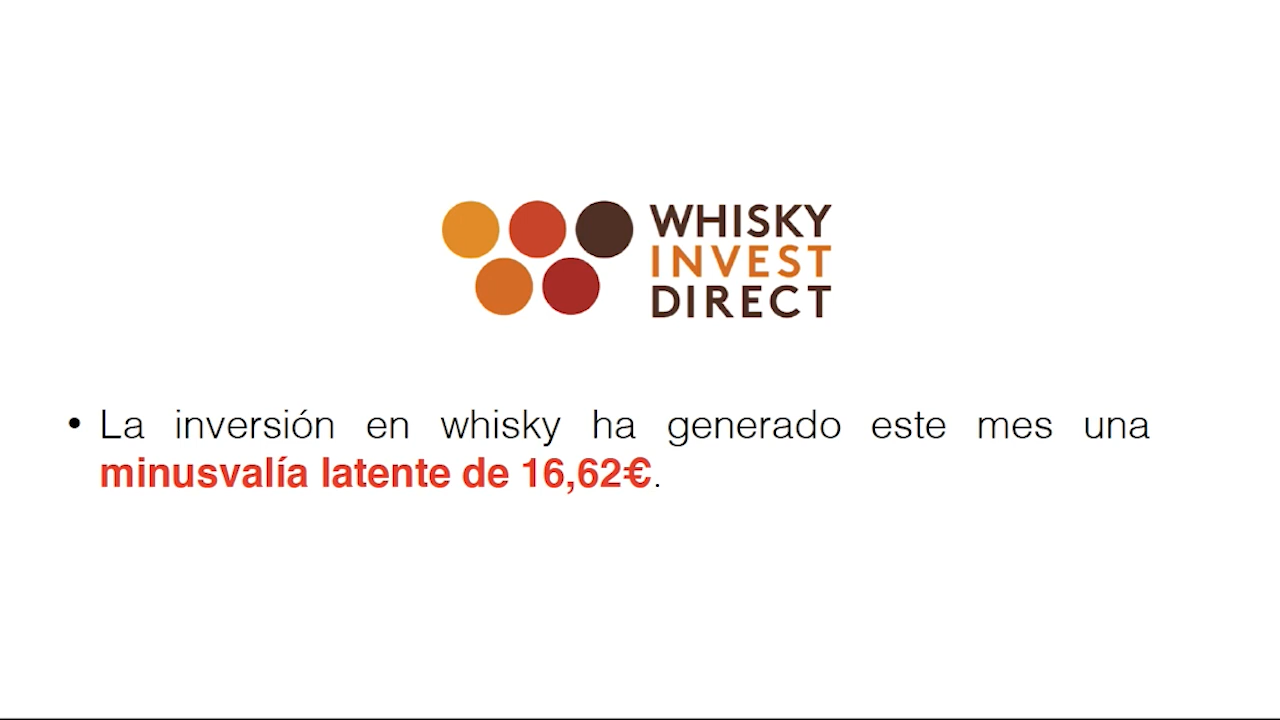 WHISKY
INVEST
DIRECT
• La inversión en whisky ha generado este mes una
minusvalía latente de 16,62€.